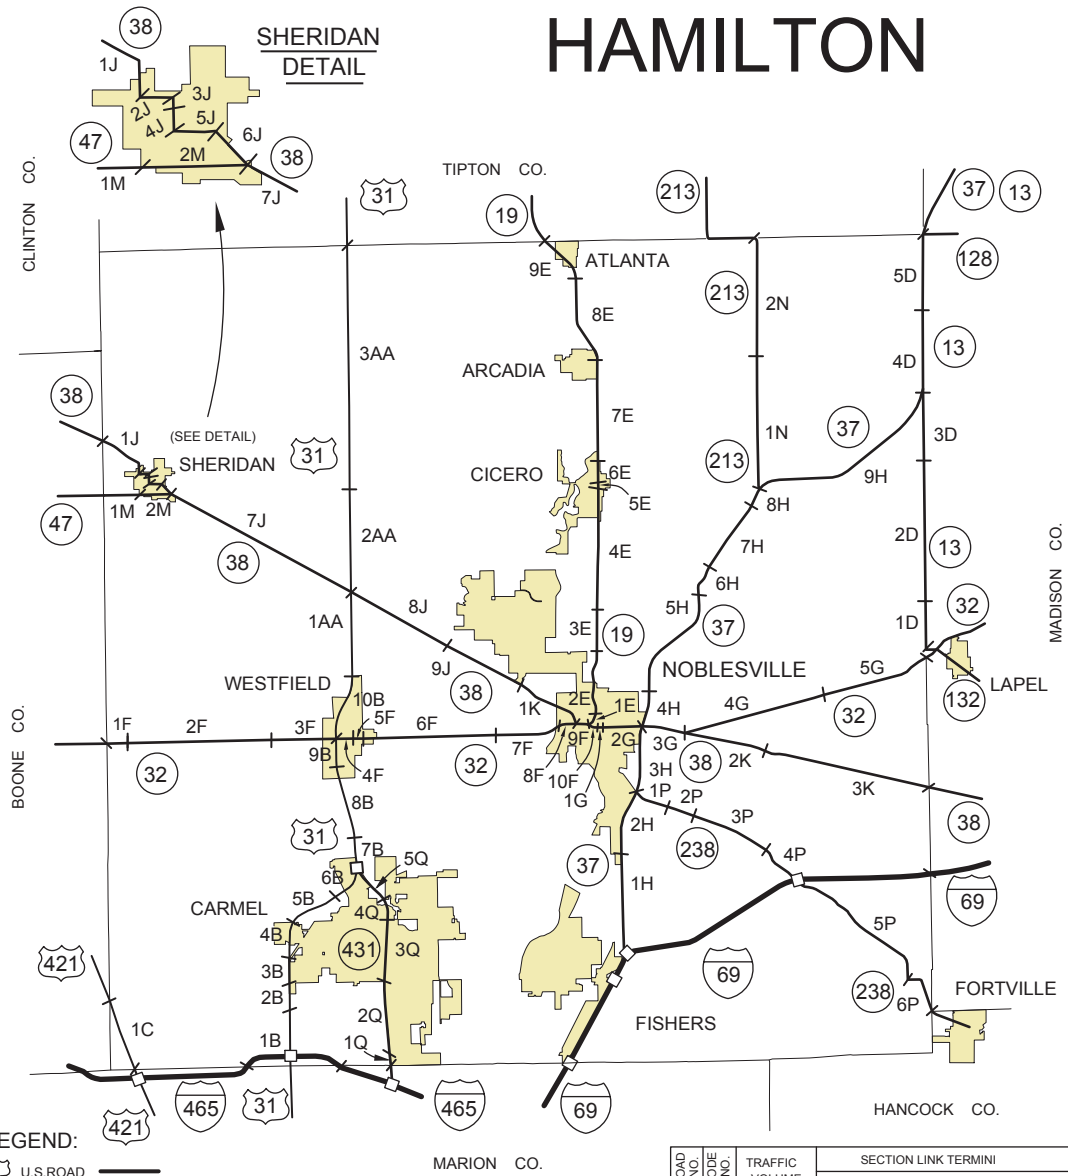 HAMILTON
38
SHERIDAN
DETAIL
1J
3J
2J
5J
4J
6J
47
2M
38
1M
7J
CLINTON CO.
TIPTON CO.
31
19
213
37
13
9E
ATLANTA
128
213
5D
2N
8E
3AA
ARCADIA
4D
13
38
7E
1J
(SEE DETAIL)
SHERIDAN
31
CICERO
6E
5E
1N
213
37
3D
9H
8H
1M
2M
47
7J
38
2AA
4E
7H
2D
13
6H
MADISON CO.
1AA
8J
5H
37
3E
19
1D
32
9J
38
WESTFIELD
NOBLESVILLE
5G
LAPEL
132
10B
1K
2E
1E
4H
4G
32
1F
2F
3F
5F
6F
7F
9F
2G
3G
38
2K
BOONE CO.
32
9B
4F
32
8F
10F
1G
3H
3K
38
8B
1P
2P
3P
31
2H
238
4P
7B
5Q
37
6B
5B
1H
69
CARMEL
4Q
4B
431
3Q
5P
421
3B
69
238
2B
6P
FORTVILLE
2Q
FISHERS
1C
1B
1Q
465
31
465
69
421
HANCOCK CO.
EGEND:
U.S.ROAD
MARION CO.
OAD
NO.
ODE
NO.
TRAFFIC
SECTION LINK TERMINI